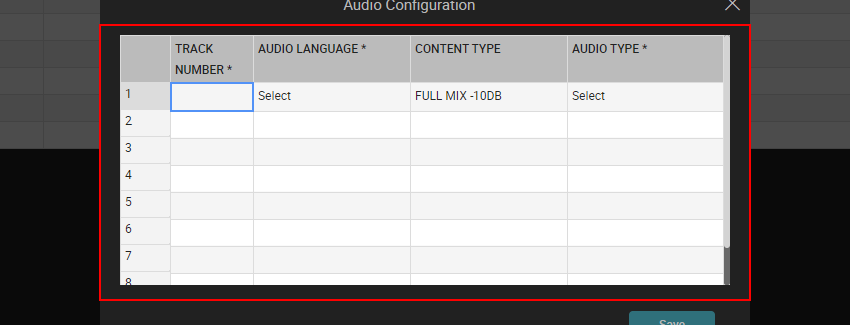 Audio Configuration
TRACK NUMBER * AUDIO LANGUAGE * CONTENT TYPE AUDIO TYPE *
1 Select FULL MIX -10DB Select
2
3
4
5
6
7
8
Save